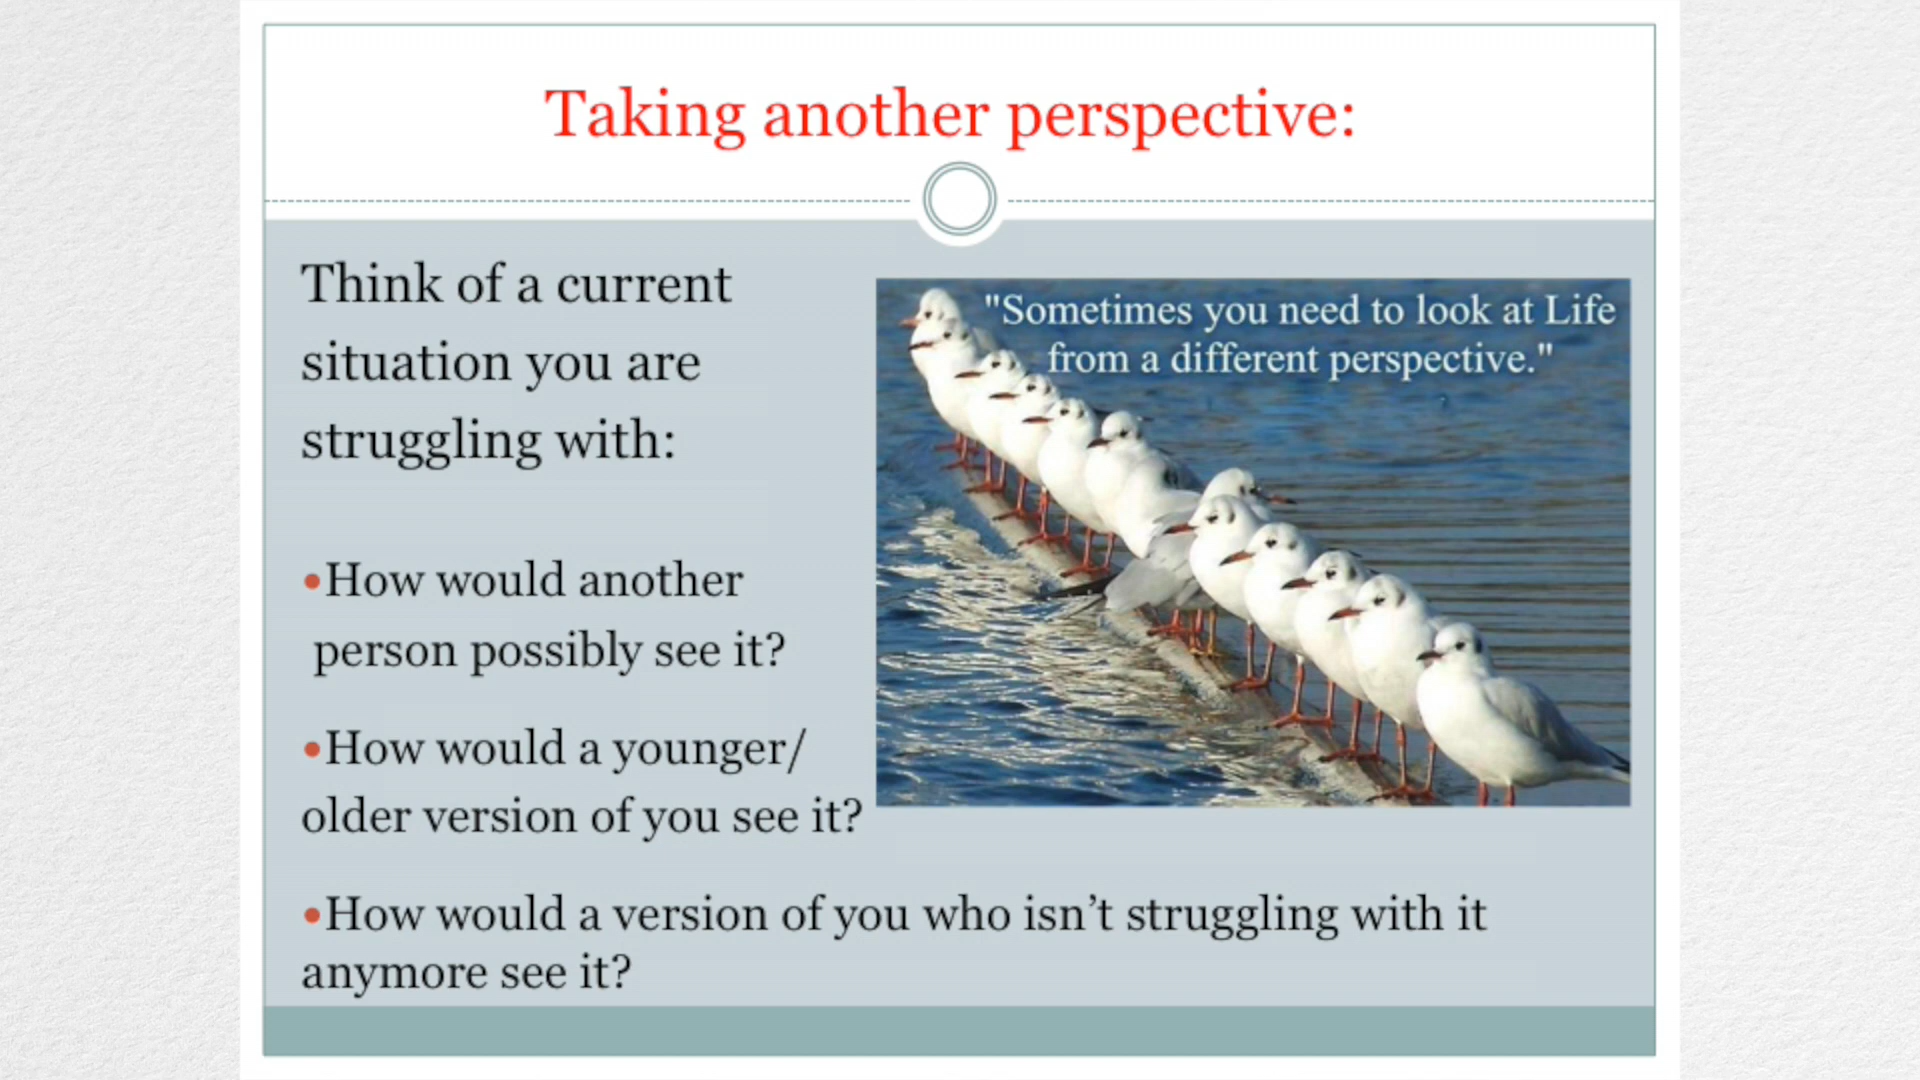 Taking another perspective:
Think of a current
situation you are
struggling with:
"Sometimes you need to look at Life
from a different perspective."
•How would another
person possibly see it?
•How would a younger/
older version of you see it?
•How would a version of you who isn’t struggling with it
anymore see it?